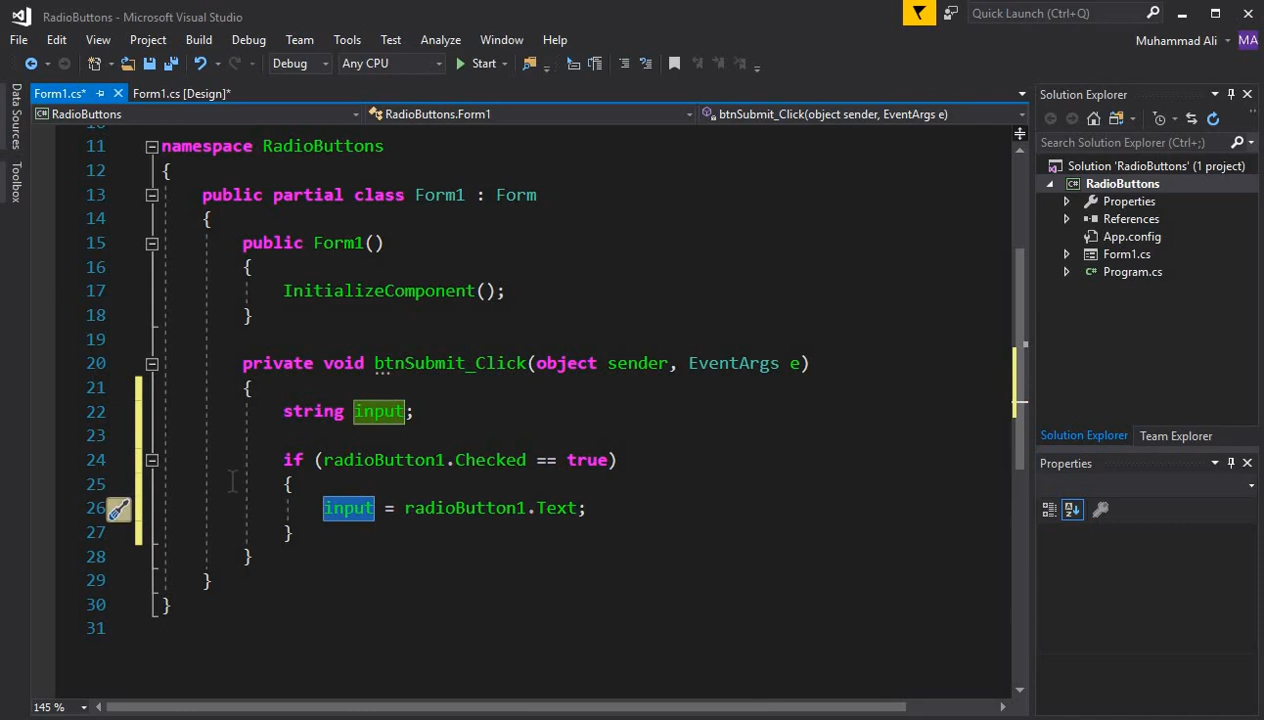 RadioButtons - Microsoft Visual Studio
Quick Launch (Ctrl+Q)
File Edit View Project Build Debug Team Tools Test Analyze Window Help
Muhammad Ali MA
Debug Any CPU Start
Data Sources
Toolbox
Form1.cs* Form1.cs [Design]*
RadioButtons RadioButtons.Form1 btnSubmit_Click(object sender, EventArgs e)
11 namespace RadioButtons
12 {
13 public partial class Form1 : Form
14 {
15 public Form1()
16 {
17 InitializeComponent();
18 }
19
20 private void btnSubmit_Click(object sender, EventArgs e)
21 {
22 string input;
23
24 if (radioButton1.Checked == true)
25 {
26 input = radioButton1.Text;
27 }
28 }
29 }
30 }
31
145 %
Solution Explorer
Search Solution Explorer (Ctrl+;)
Solution 'RadioButtons' (1 project)
RadioButtons
Properties
References
App.config
Form1.cs
Program.cs
Solution Explorer Team Explorer
Properties